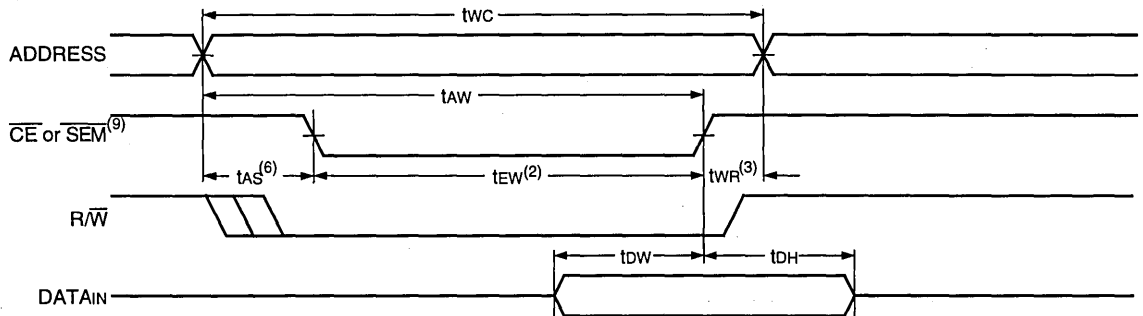 tWC
ADDRESS
tAW
CE or SEM(9)
tAS(6) tEW(2) tWR(3)
R/W
tDW tDH
DATAIN